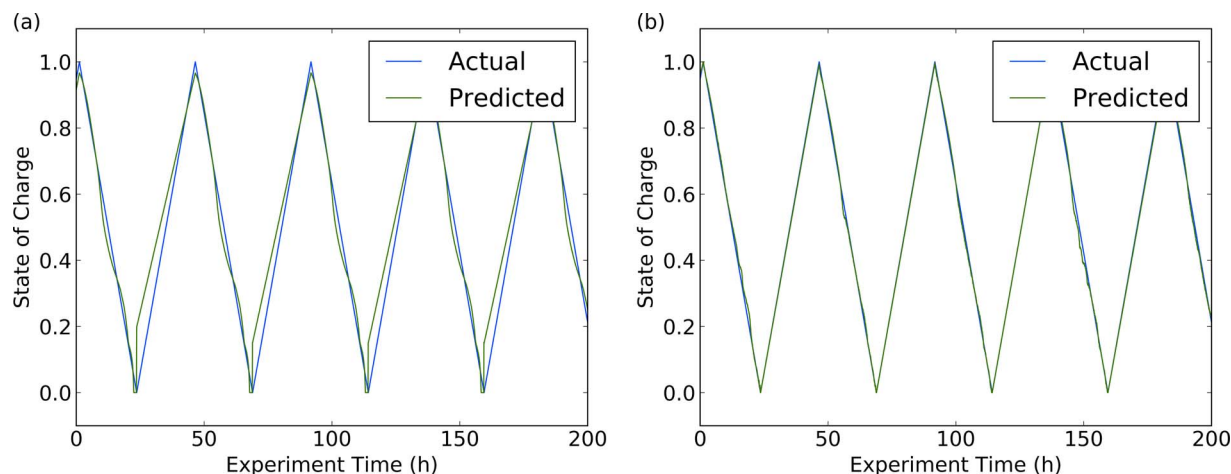 (a)
State of Charge
1.0
0.8
0.6
0.4
0.2
0.0
Actual
Predicted
0 50 100 150 200
Experiment Time (h)
(b)
State of Charge
1.0
0.8
0.6
0.4
0.2
0.0
Actual
Predicted
0 50 100 150 200
Experiment Time (h)